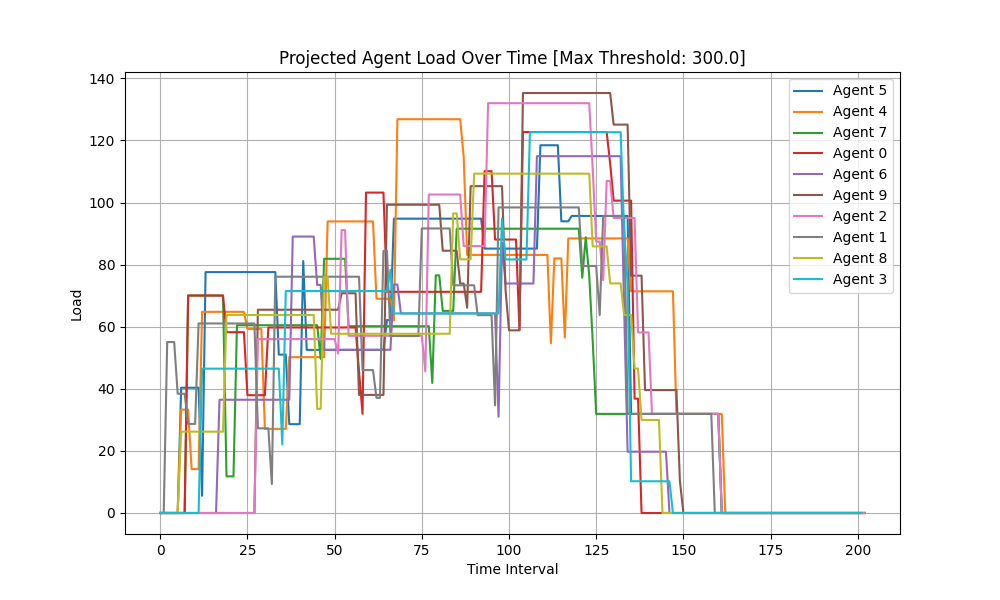 Projected Agent Load Over Time [Max Threshold: 300.0]
140
120
100
80
60
40
20
0
Load
0 25 50 75 100 125 150 175 200
Time Interval
Agent 5
Agent 4
Agent 7
Agent 0
Agent 6
Agent 9
Agent 2
Agent 1
Agent 8
Agent 3